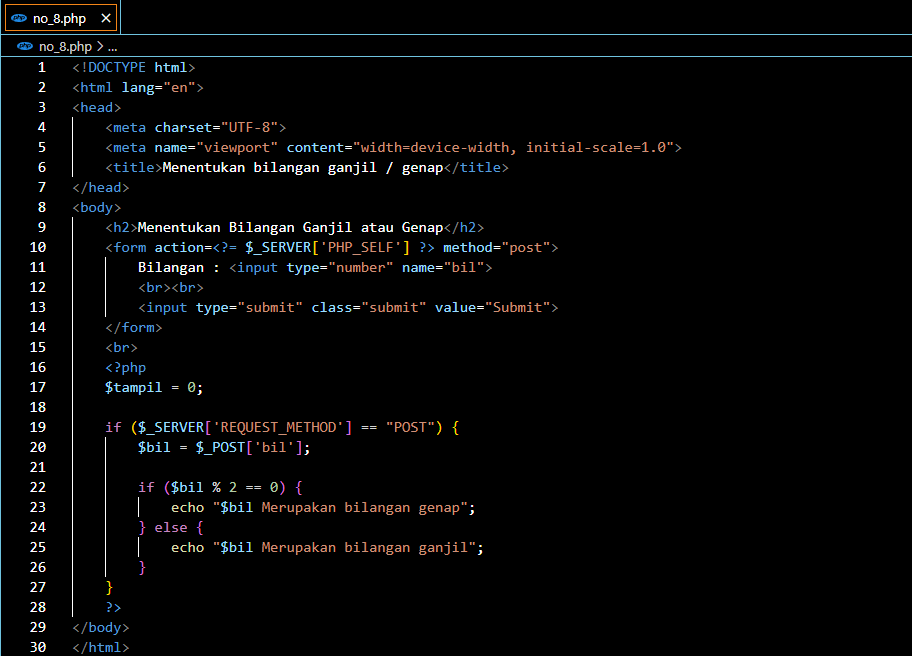 php no_8.php ×
php no_8.php > ...
1 <!DOCTYPE html>
2 <html lang="en">
3 <head>
4     <meta charset="UTF-8">
5     <meta name="viewport" content="width=device-width, initial-scale=1.0">
6     <title>Menentukan bilangan ganjil / genap</title>
7 </head>
8 <body>
9     <h2>Menentukan Bilangan Ganjil atau Genap</h2>
10     <form action=<?= $_SERVER['PHP_SELF'] ?> method="post">
11         Bilangan : <input type="number" name="bil">
12         <br><br>
13         <input type="submit" class="submit" value="Submit">
14     </form>
15     <br>
16     <?php
17     $tampil = 0;
18
19     if ($_SERVER['REQUEST_METHOD'] == "POST") {
20         $bil = $_POST['bil'];
21
22         if ($bil % 2 == 0) {
23             echo "$bil Merupakan bilangan genap";
24         } else {
25             echo "$bil Merupakan bilangan ganjil";
26         }
27     }
28     ?>
29 </body>
30 </html>